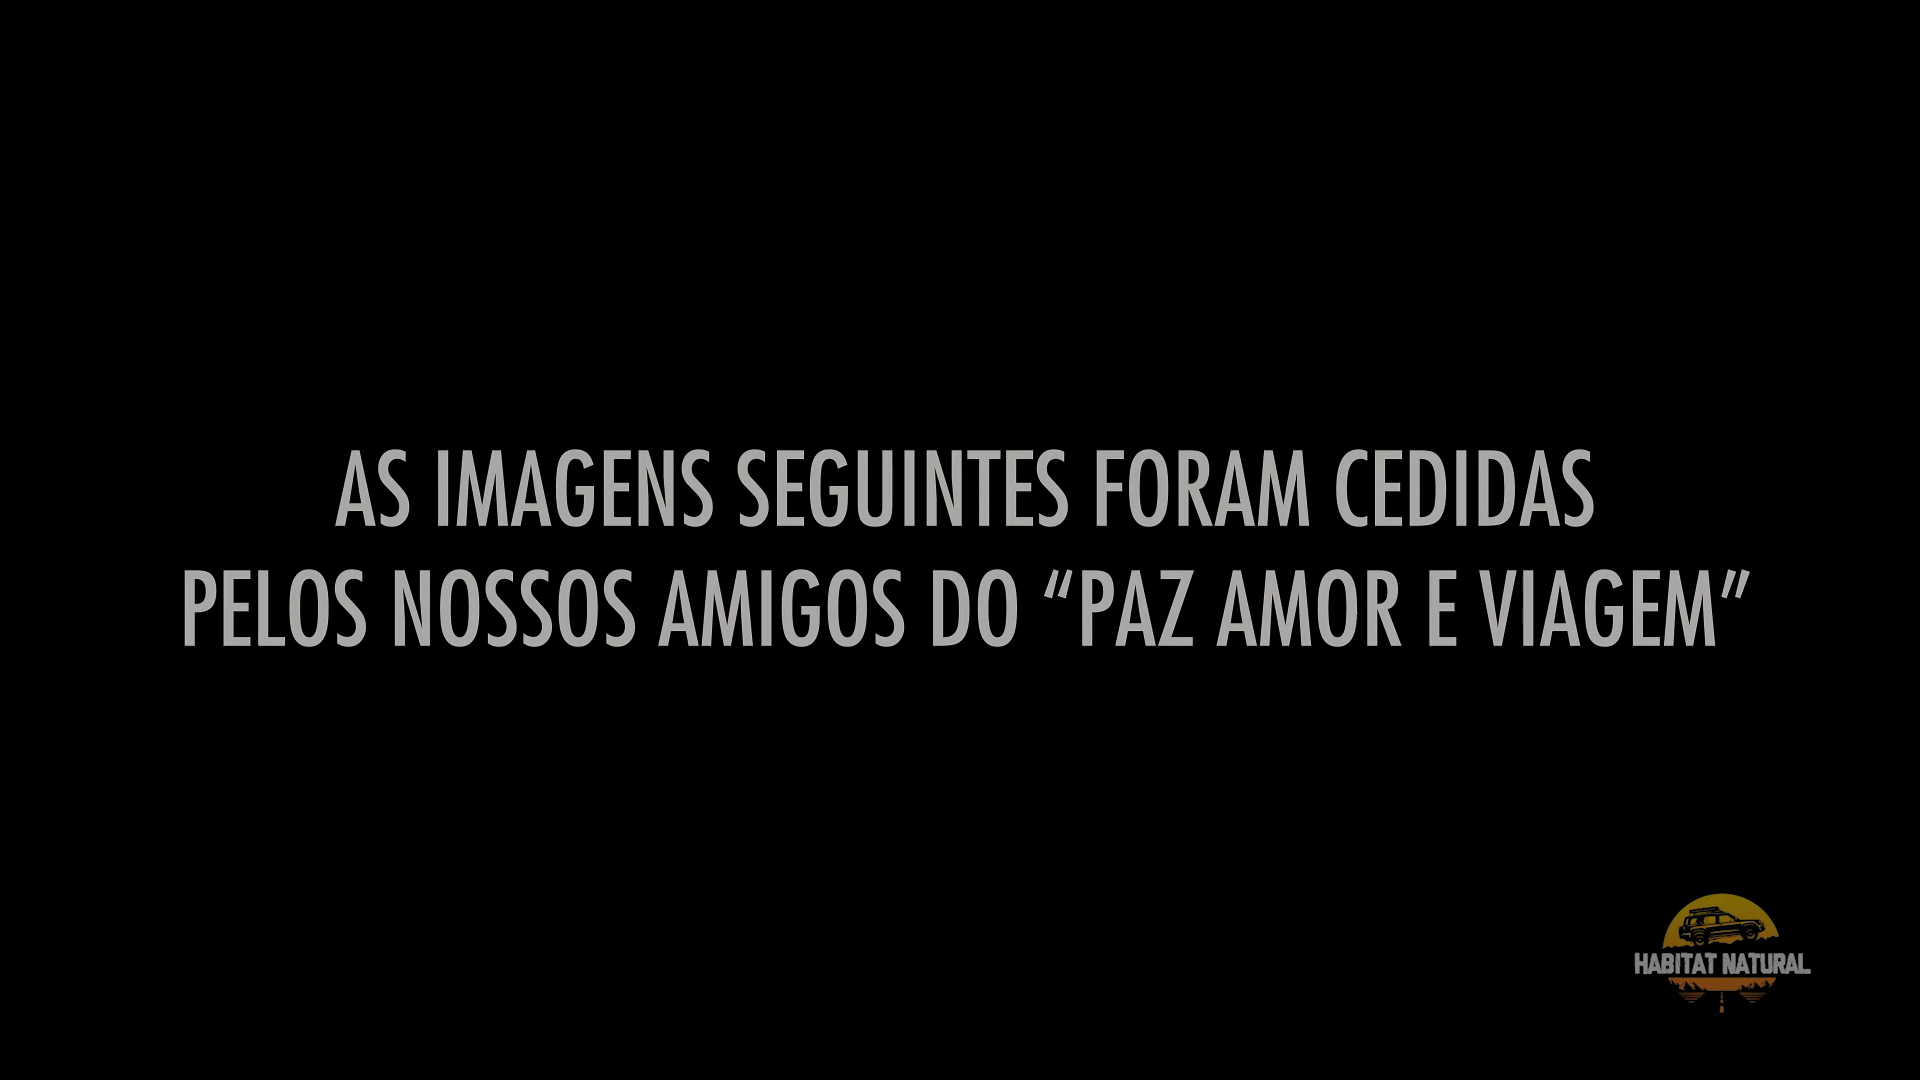 AS IMAGENS SEGUINTES FORAM CEDIDAS
PELOS NOSSOS AMIGOS DO “PAZ AMOR E VIAGEM”
HABITAT NATURAL